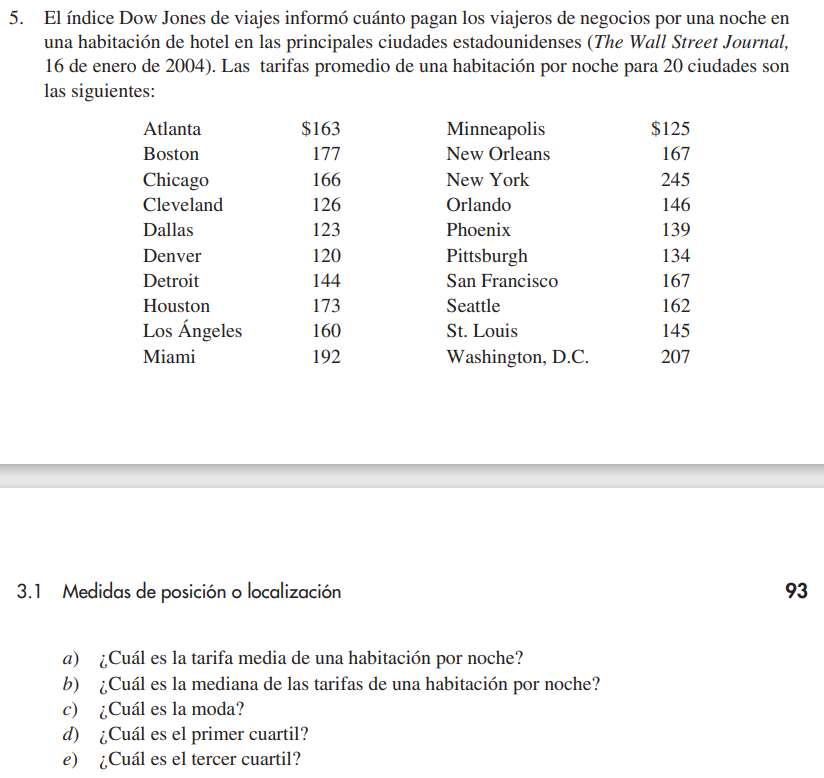 5. El índice Dow Jones de viajes informó cuánto pagan los viajeros de negocios por una noche en
una habitación de hotel en las principales ciudades estadounidenses (The Wall Street Journal,
16 de enero de 2004). Las tarifas promedio de una habitación por noche para 20 ciudades son
las siguientes:
Atlanta $163 Minneapolis $125
Boston 177 New Orleans 167
Chicago 166 New York 245
Cleveland 126 Orlando 146
Dallas 123 Phoenix 139
Denver 120 Pittsburgh 134
Detroit 144 San Francisco 167
Houston 173 Seattle 162
Los Ángeles 160 St. Louis 145
Miami 192 Washington, D.C. 207
3.1 Medidas de posición o localización 93
a) ¿Cuál es la tarifa media de una habitación por noche?
b) ¿Cuál es la mediana de las tarifas de una habitación por noche?
c) ¿Cuál es la moda?
d) ¿Cuál es el primer cuartil?
e) ¿Cuál es el tercer cuartil?